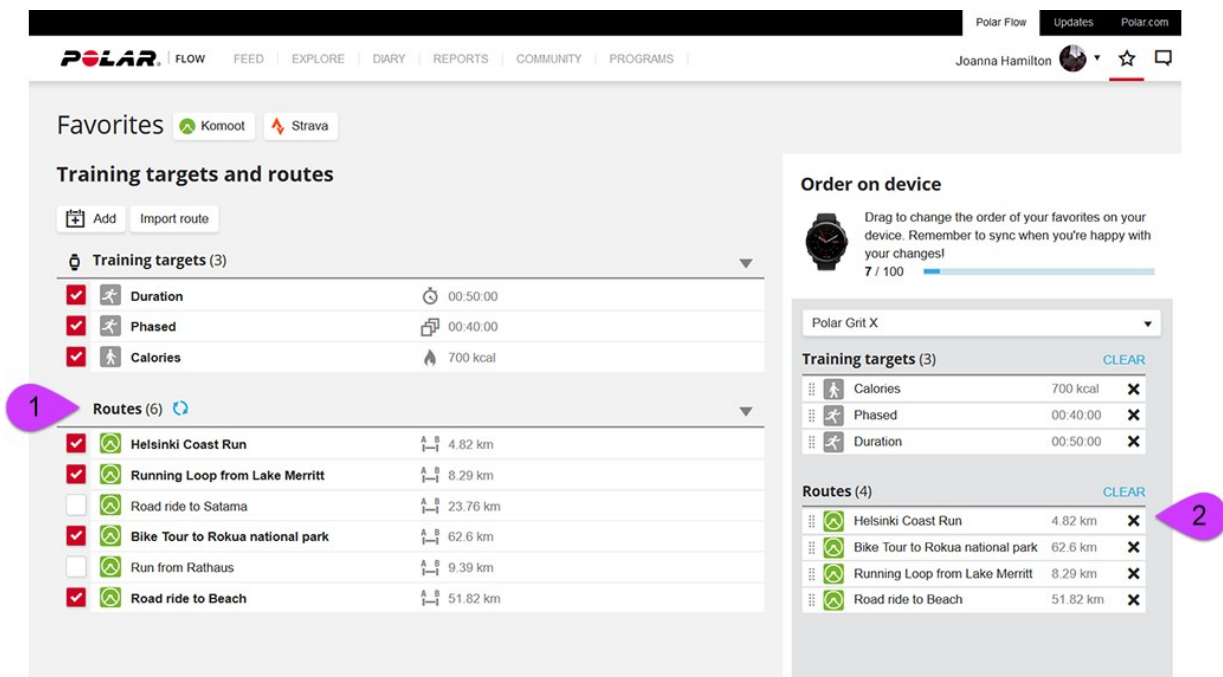 Polar Flow Updates Polar.com
POLAR. FLOW FEED EXPLORE DIARY REPORTS COMMUNITY PROGRAMS Joanna Hamilton
Favorites Komoot Strava
Training targets and routes
Add Import route
Training targets (3)
Duration 00:50:00
Phased 00:40:00
Calories 700 kcal
1
Routes (6)
Helsinki Coast Run A B 4.82 km
Running Loop from Lake Merritt A B 8.29 km
Road ride to Satama A B 23.76 km
Bike Tour to Rokua national park A B 62.6 km
Run from Rathaus A B 9.39 km
Road ride to Beach A B 51.82 km
Order on device
Drag to change the order of your favorites on your
device. Remember to sync when you're happy with
your changes!
7 / 100
Polar Grit X
Training targets (3) CLEAR
Calories 700 kcal
Phased 00:40:00
Duration 00:50:00
Routes (4) CLEAR
Helsinki Coast Run 4.82 km
2
Bike Tour to Rokua national park 62.6 km
Running Loop from Lake Merritt 8.29 km
Road ride to Beach 51.82 km